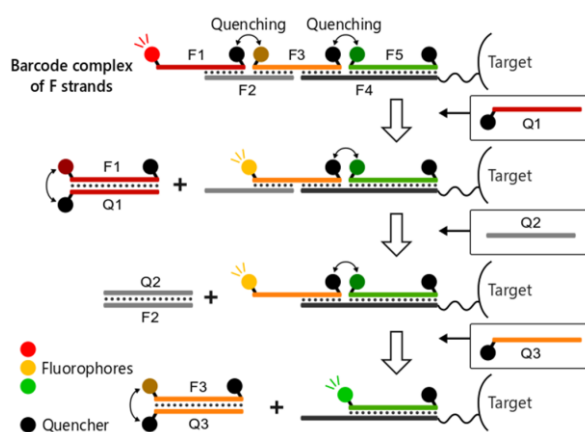 Quenching Quenching
F1 F3 F5
Target
Barcode complex
of F strands
F2 F4
Q1
F1
Q1
Target
Q2
Q2
F2
Target
Fluorophores
Q3
F3
Q3
Quencher
Target